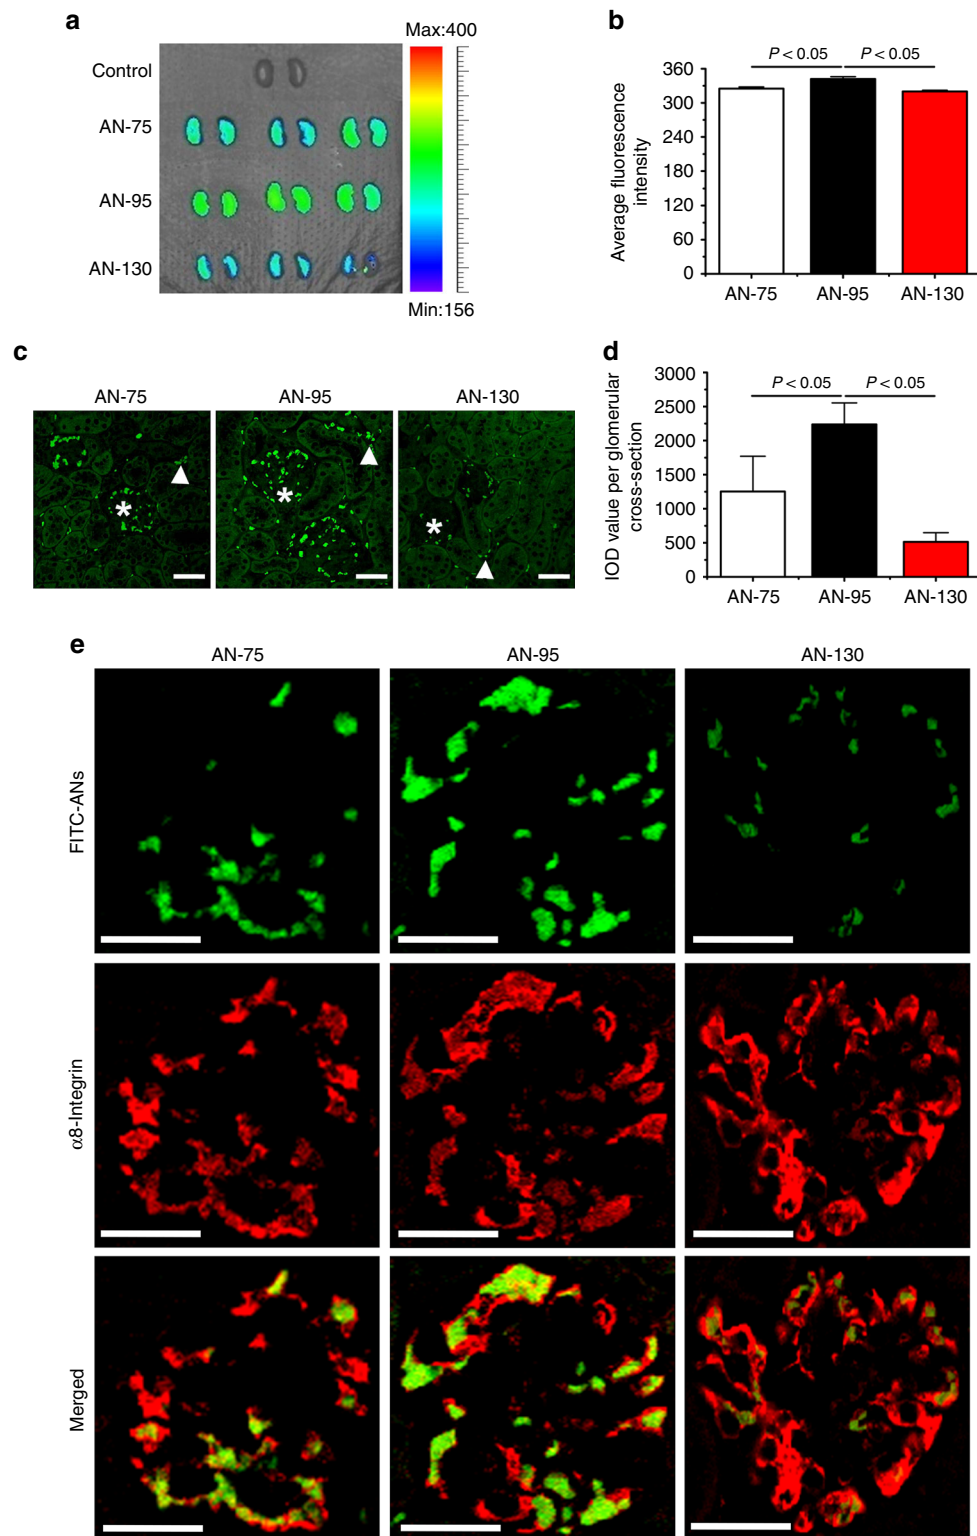 a
Max:400
Control
AN-75
AN-95
AN-130
Min:156
b
P < 0.05 P < 0.05
Average fluorescence
intensity
360
300
240
180
120
60
0
AN-75 AN-95 AN-130
c
AN-75 AN-95 AN-130
* * *
d
P < 0.05 P < 0.05
IOD value per glomerular
cross-section
3000
2500
2000
1500
1000
500
0
AN-75 AN-95 AN-130
e
AN-75 AN-95 AN-130
FITC-ANs
α8-Integrin
Merged